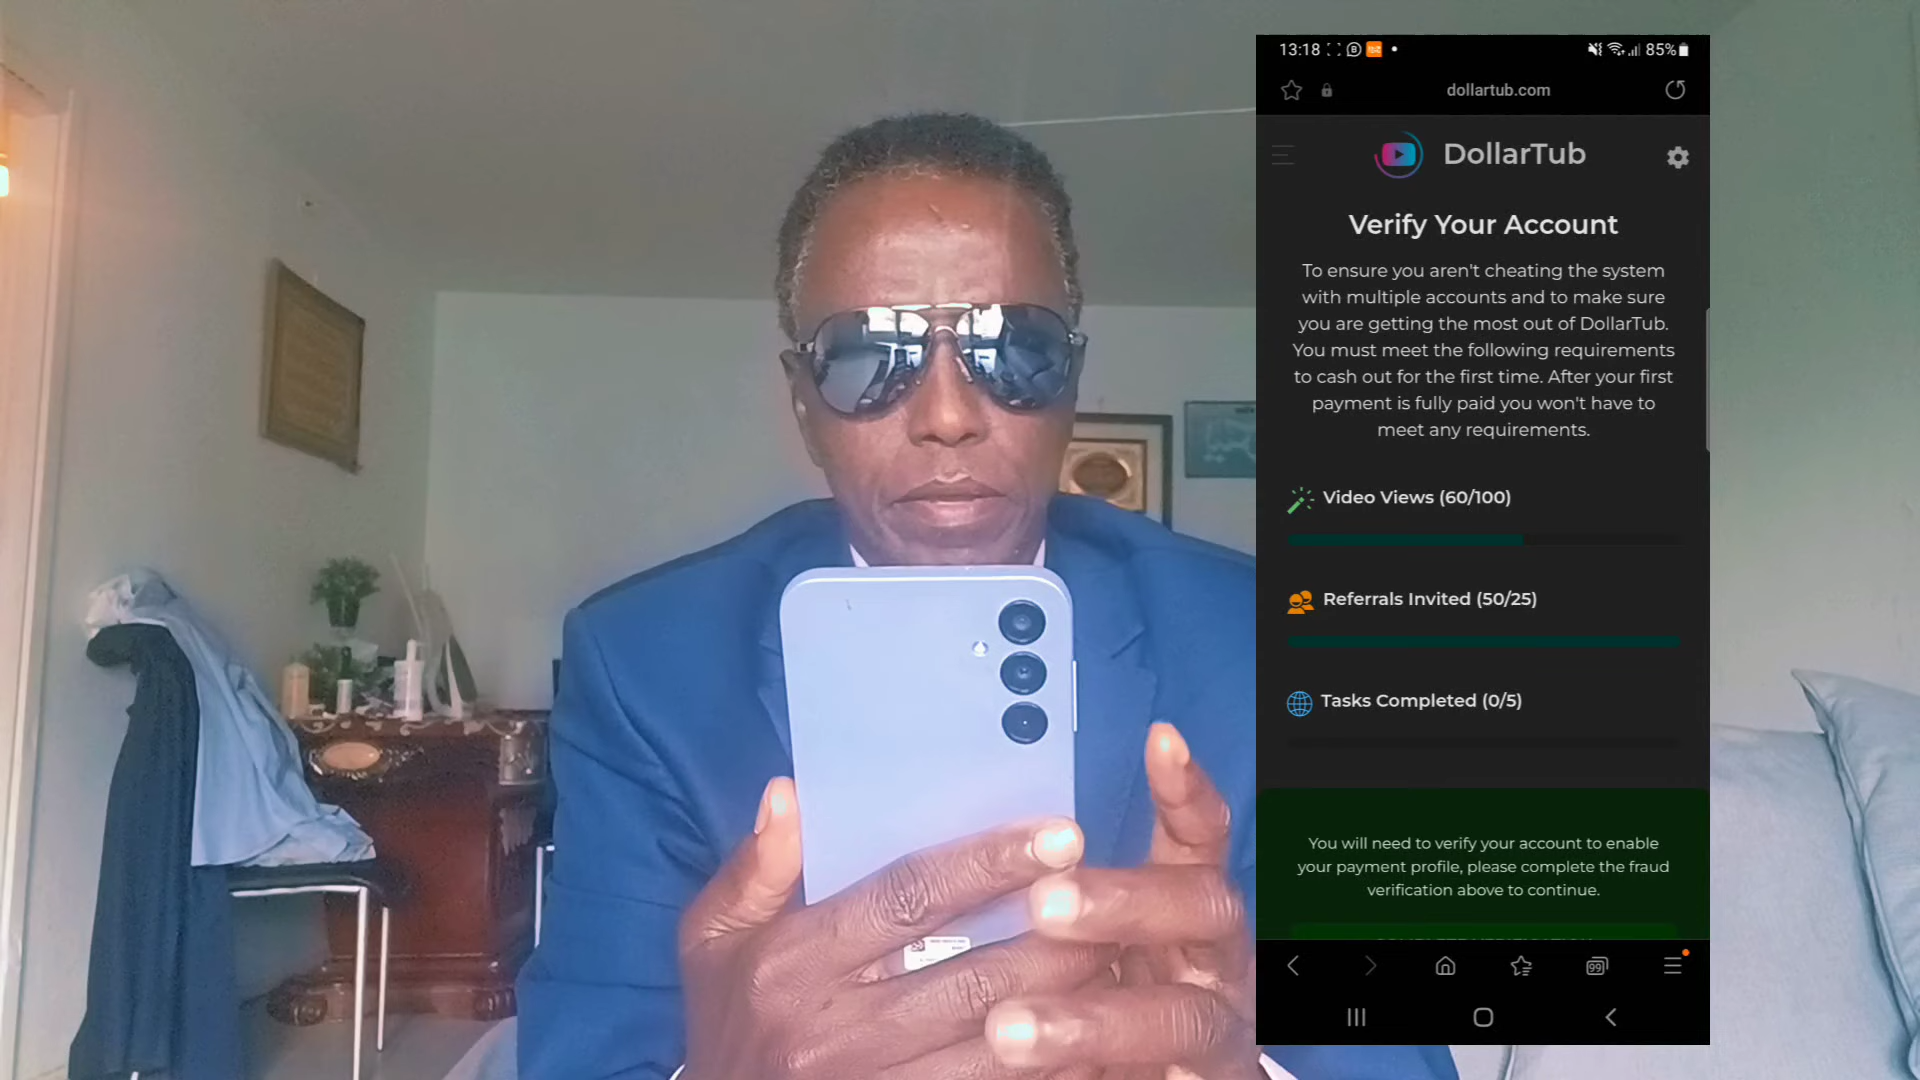 13:18
85%
dollartub.com
DollarTub
Verify Your Account
To ensure you aren't cheating the system
with multiple accounts and to make sure
you are getting the most out of DollarTub.
You must meet the following requirements
to cash out for the first time. After your first
payment is fully paid you won't have to
meet any requirements.
Video Views (60/100)
Referrals Invited (50/25)
Tasks Completed (0/5)
You will need to verify your account to enable
your payment profile, please complete the fraud
verification above to continue.
99